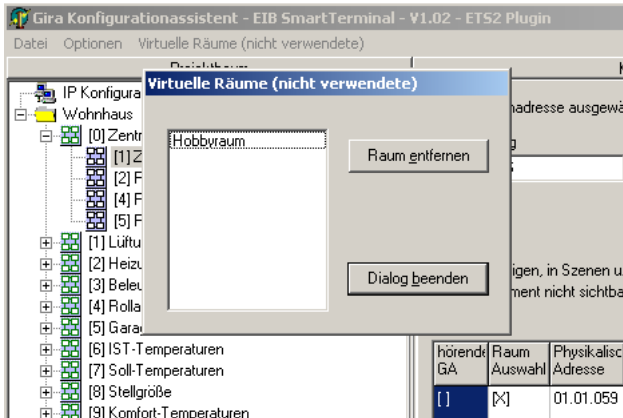 Gira Konfigurationassistent - EIB SmartTerminal - V1.02 - ETS2 Plugin
Datei Optionen Virtuelle Räume (nicht verwendete)
Virtuelle Räume (nicht verwendete)
Hobbyraum
Raum entfernen
Dialog beenden
IP Konfigura
Wohnhaus
[0] Zentr
[1] Z
[2] F
[4] F
[5] F
[1] Lüftu
[2] Heizu
[3] Beleu
[4] Rolla
[5] Gara
[6] IST-Temperaturen
[7] Soll-Temperaturen
[8] Stellgröße
[9] Komfort-Temperaturen
nadresse ausgewä
igen, in Szenen u
ment nicht sichtba
hörende GA
Raum Auswahl
Physikalisc Adresse
[ ]
[X]
01.01.059